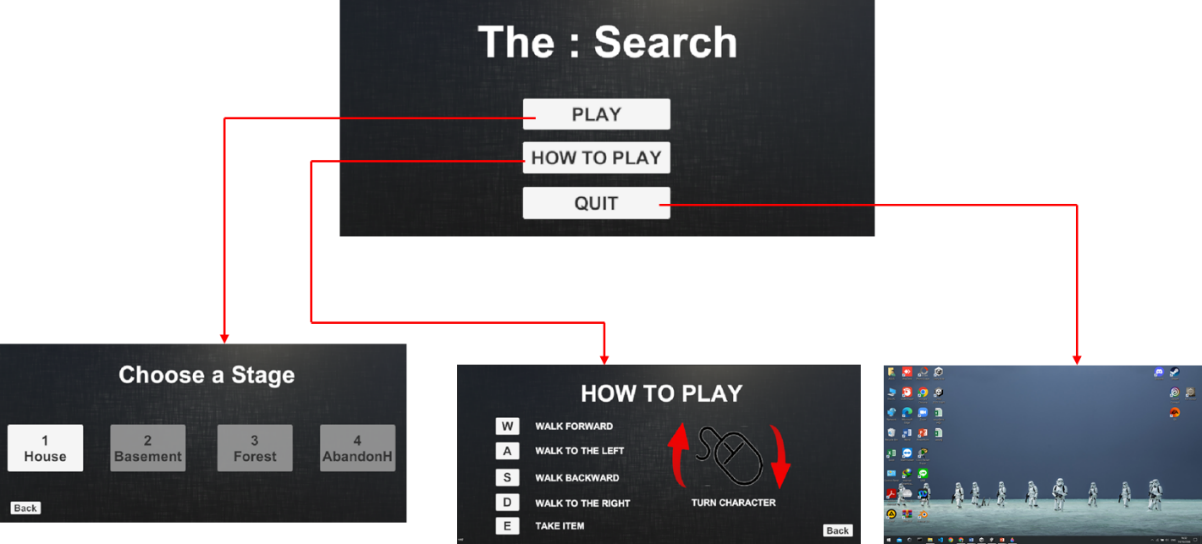 The : Search
PLAY
HOW TO PLAY
QUIT
Choose a Stage
1
House
2
Basement
3
Forest
4
AbandonH
Back
HOW TO PLAY
W WALK FORWARD
A WALK TO THE LEFT
S WALK BACKWARD
D WALK TO THE RIGHT
E TAKE ITEM
TURN CHARACTER
Back